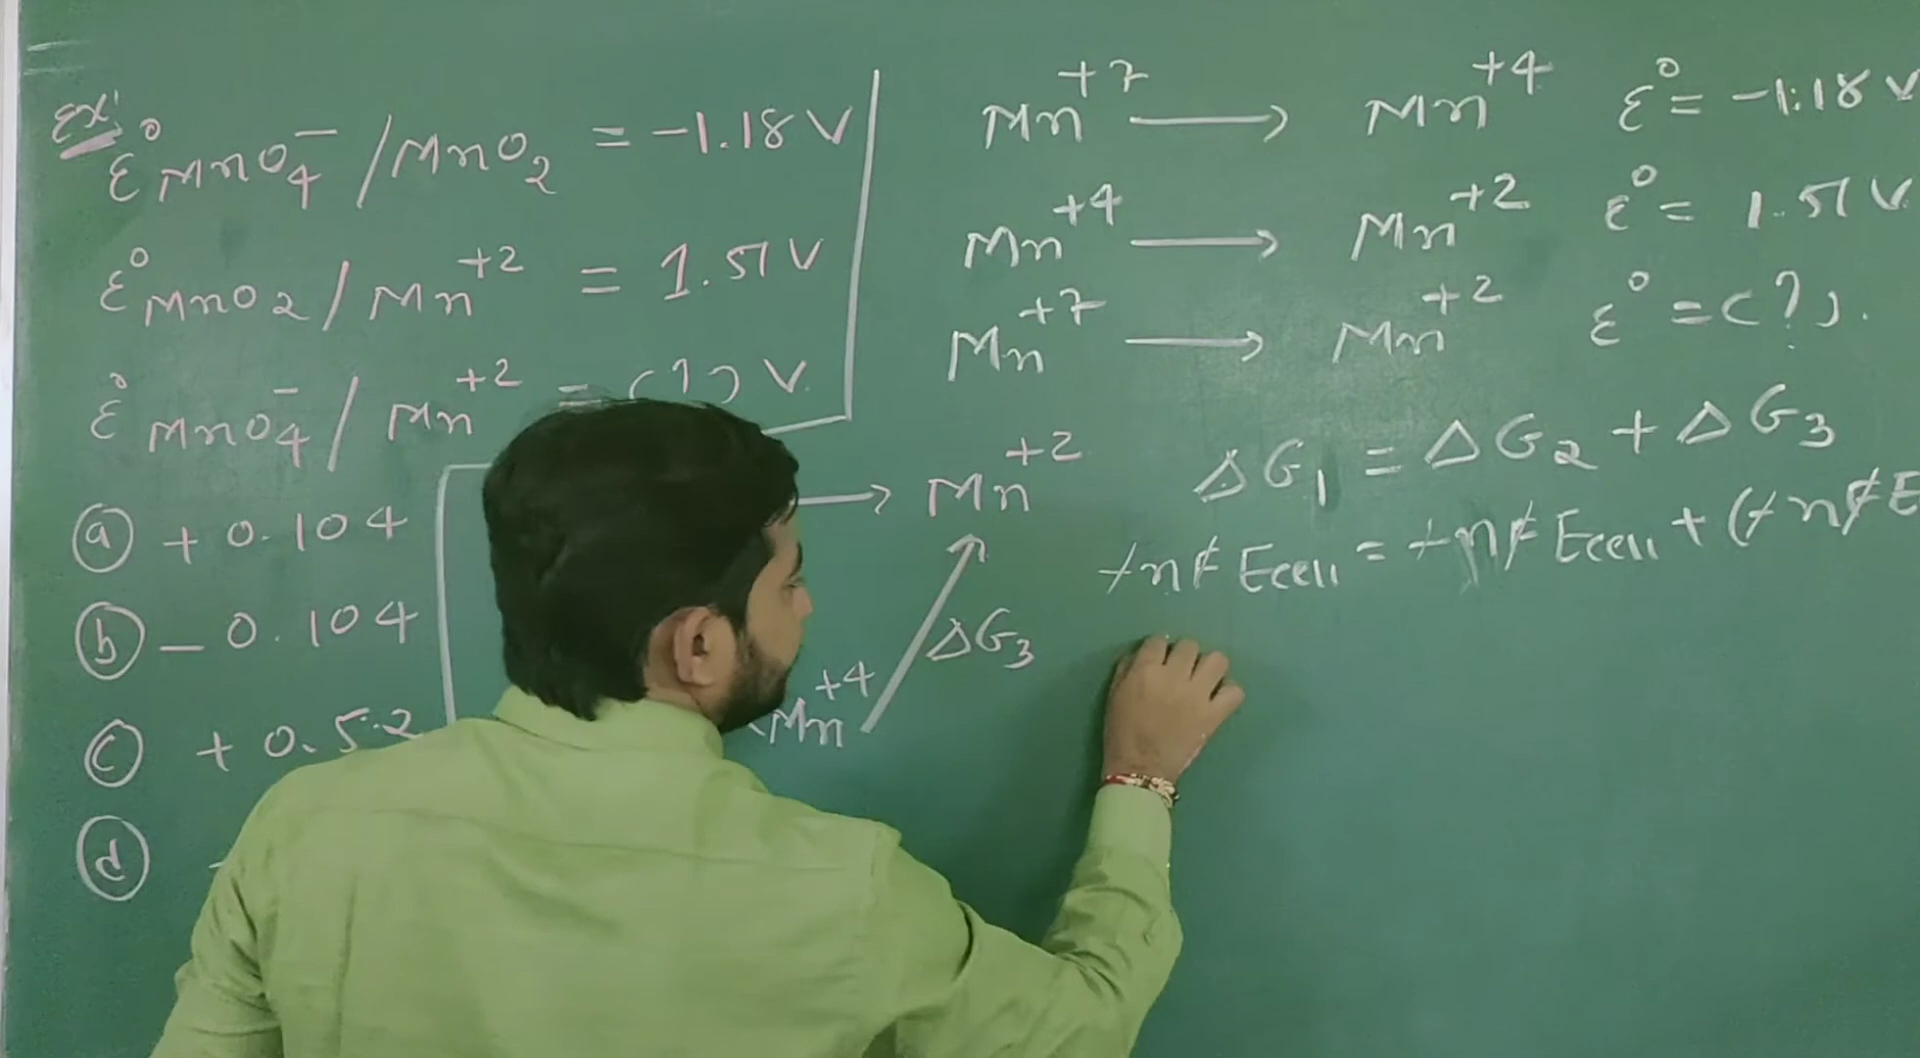 Ex:
ε° MnO₄⁻ / MnO₂ = -1.18 V
ε° MnO₂ / Mn⁺² = 1.51 V
ε° MnO₄⁻ / Mn⁺² = (?) V
(a) + 0.104
(b) - 0.104
(c) + 0.52
(d) -
→ Mn⁺²
Mn⁺⁴
ΔG₃
Mn⁺⁷ → Mn⁺⁴ ε° = -1.18 V
Mn⁺⁴ → Mn⁺² ε° = 1.51 V
Mn⁺⁷ → Mn⁺² ε° = (?).
ΔG₁ = ΔG₂ + ΔG₃
-nF Ecell = -nF Ecell + (-nF E